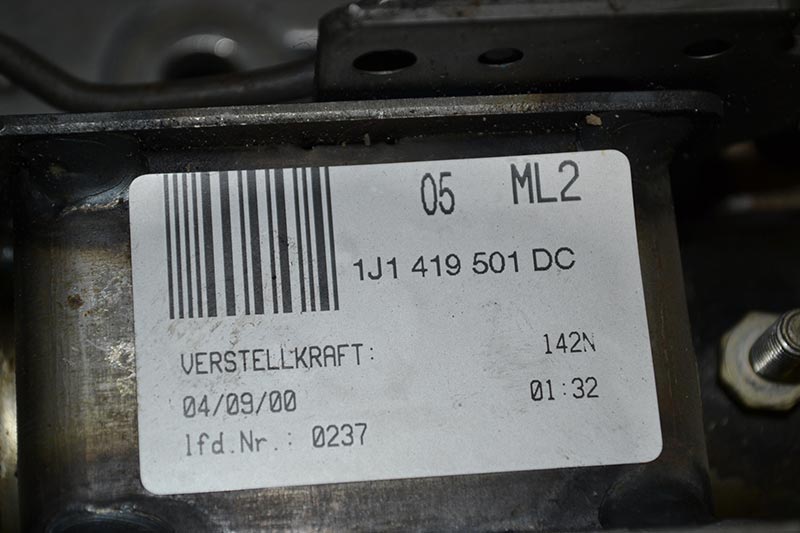 05 ML2
1J1 419 501 DC
VERSTELLKRAFT: 142N
04/09/00 01:32
lfd.Nr.: 0237